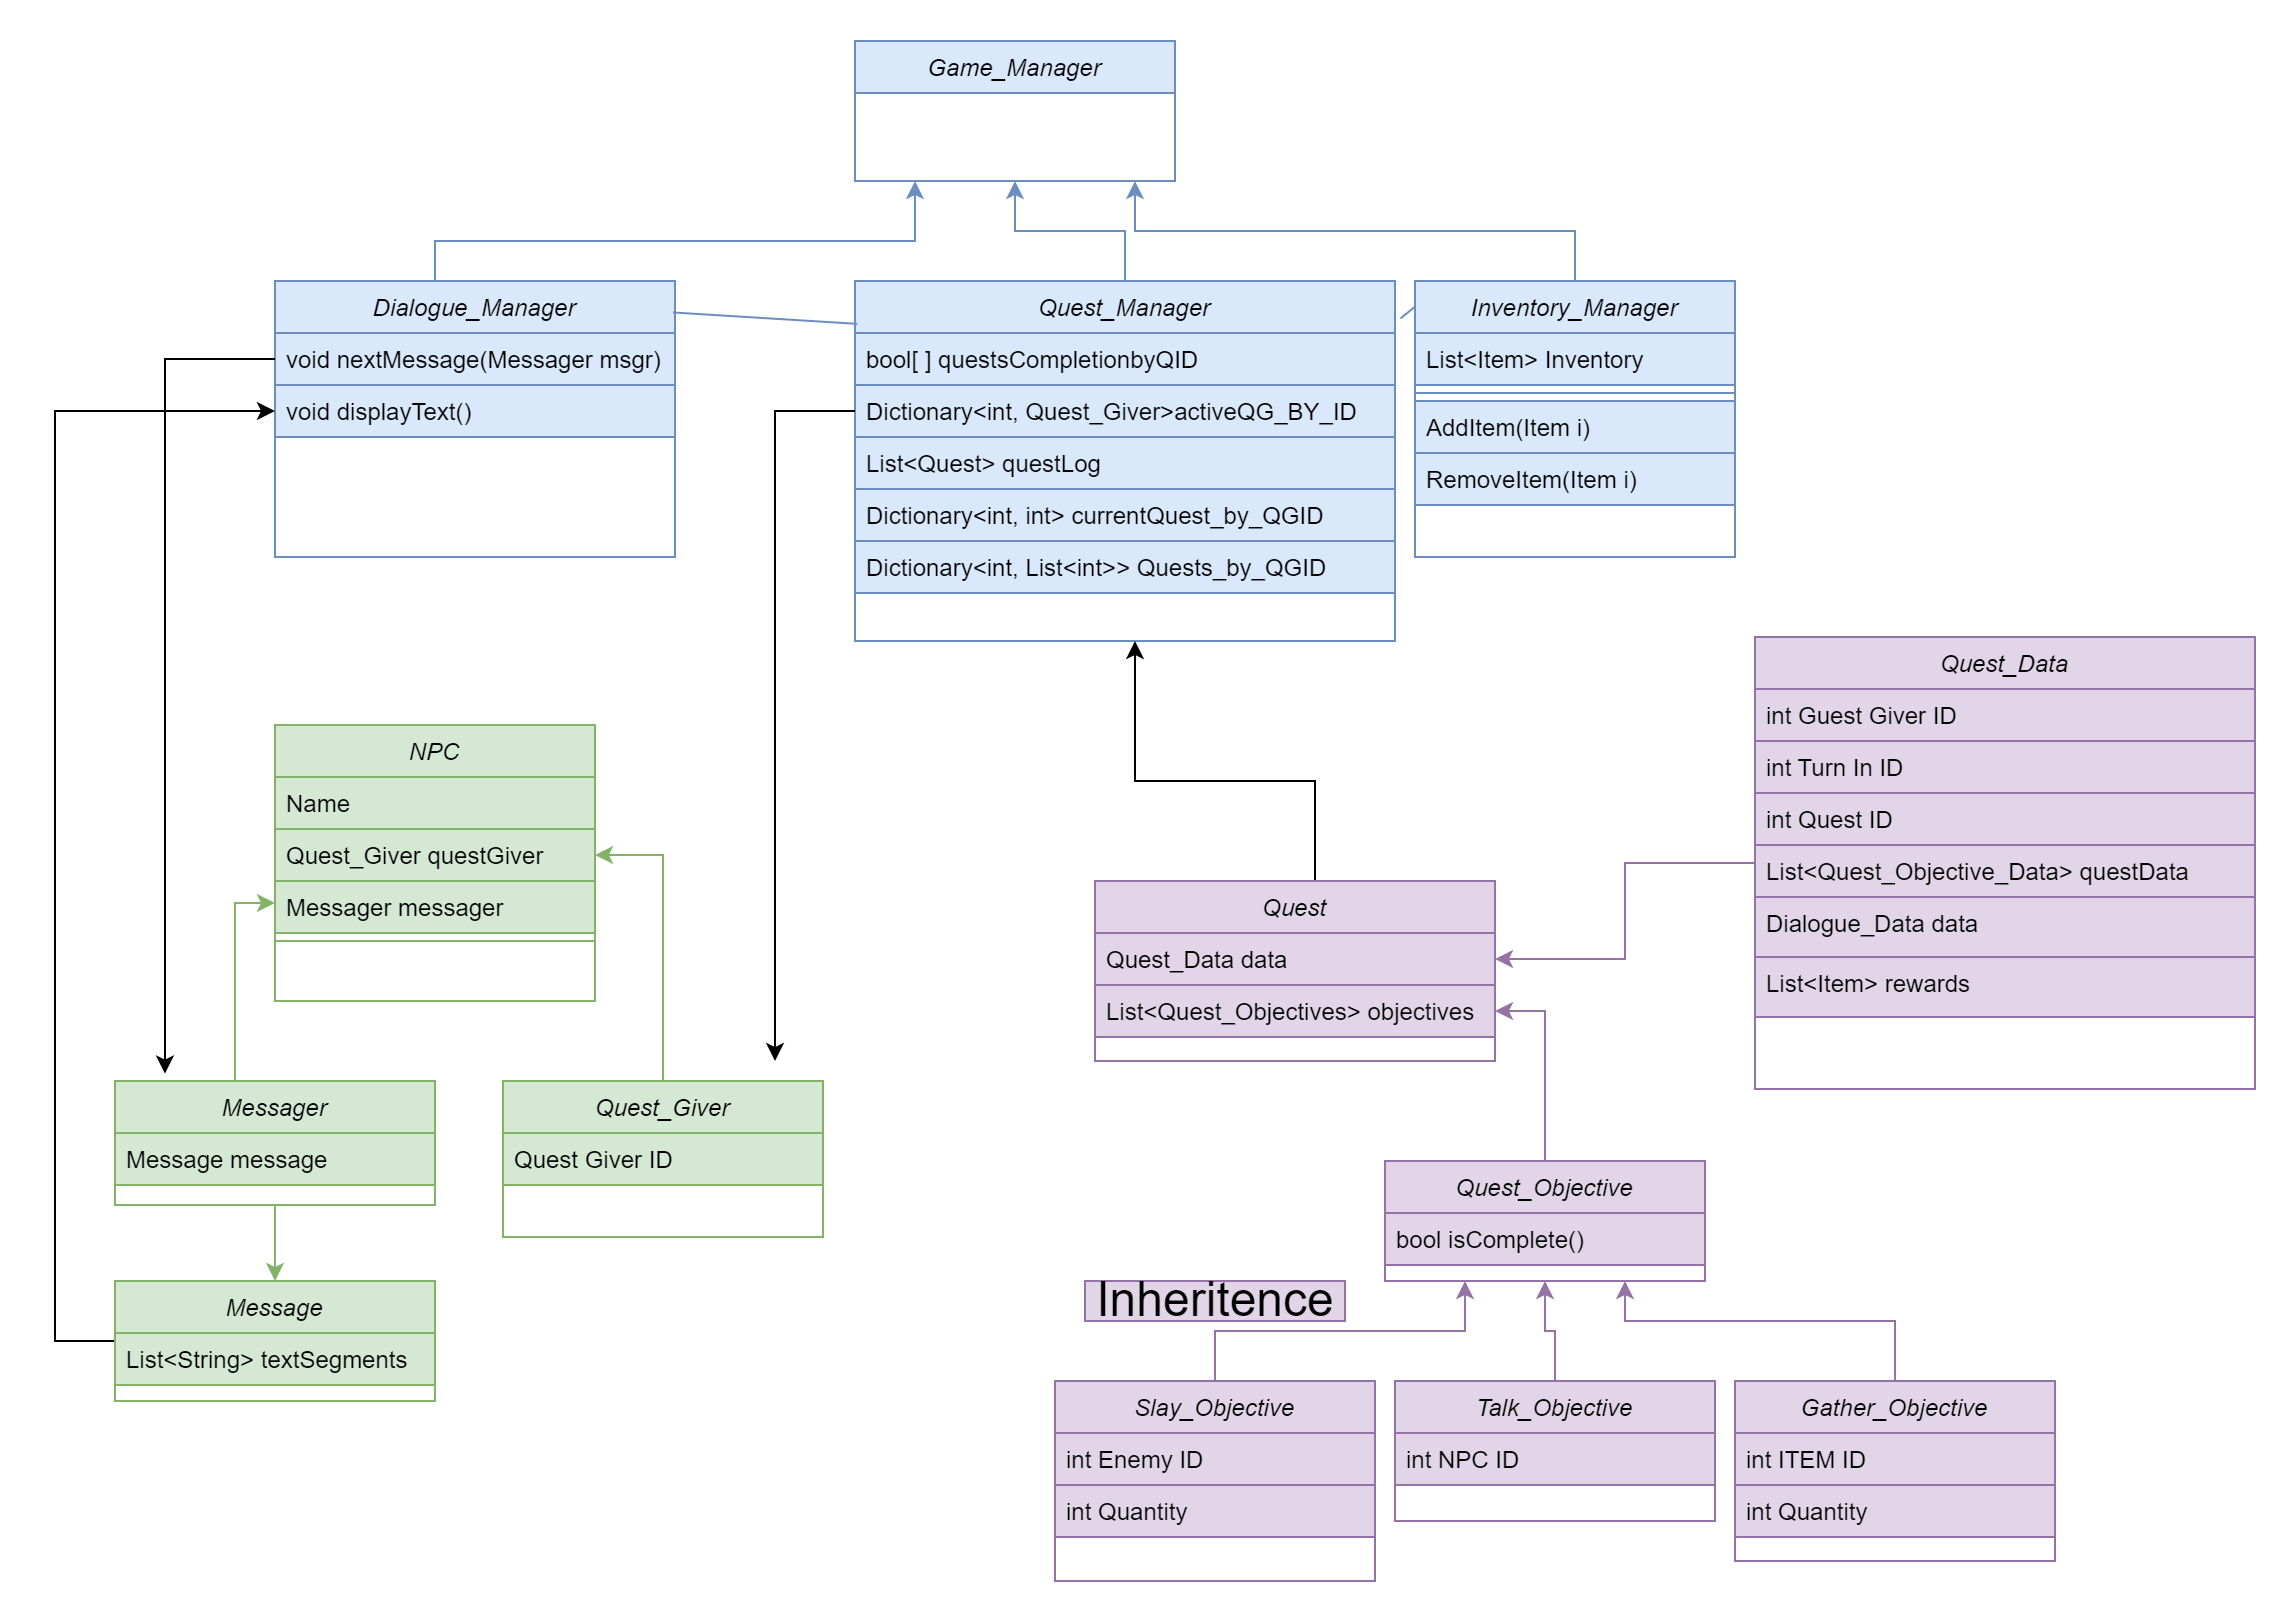 Game_Manager
Dialogue_Manager
void nextMessage(Messager msgr)
void displayText()
Quest_Manager
bool[ ] questsCompletionbyQID
Dictionary<int, Quest_Giver>activeQG_BY_ID
List<Quest> questLog
Dictionary<int, int> currentQuest_by_QGID
Dictionary<int, List<int>> Quests_by_QGID
Inventory_Manager
List<Item> Inventory
AddItem(Item i)
RemoveItem(Item i)
Quest_Data
int Guest Giver ID
int Turn In ID
int Quest ID
List<Quest_Objective_Data> questData
Dialogue_Data data
List<Item> rewards
NPC
Name
Quest_Giver questGiver
Messager messager
Quest
Quest_Data data
List<Quest_Objectives> objectives
Messager
Message message
Quest_Giver
Quest Giver ID
Quest_Objective
bool isComplete()
Message
List<String> textSegments
Inheritence
Slay_Objective
int Enemy ID
int Quantity
Talk_Objective
int NPC ID
Gather_Objective
int ITEM ID
int Quantity